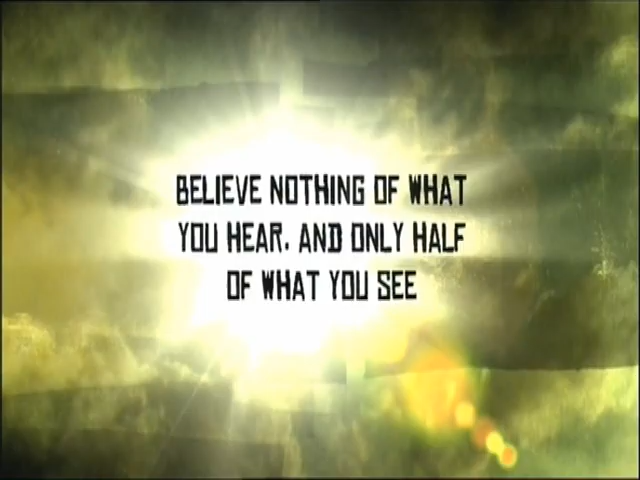 BELIEVE NOTHING OF WHAT
YOU HEAR. AND ONLY HALF
OF WHAT YOU SEE